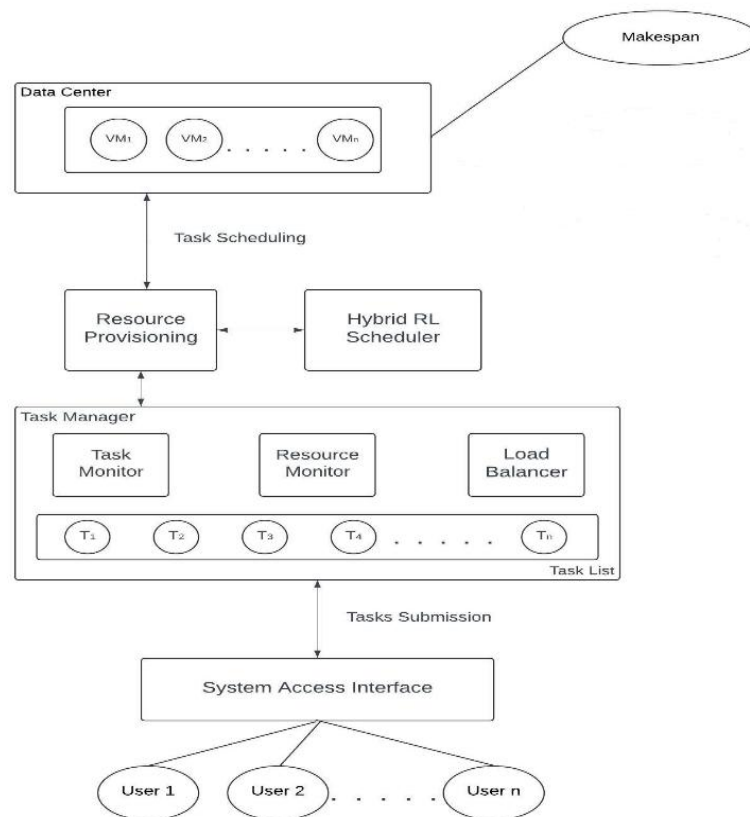 Makespan
Data Center
VM₁ VM₂ . . . . . VMₙ
Task Scheduling
Resource
Provisioning
Hybrid RL
Scheduler
Task Manager
Task
Monitor
Resource
Monitor
Load
Balancer
T₁ T₂ T₃ T₄ . . . . . Tₙ
Task List
Tasks Submission
System Access Interface
User 1 User 2 . . . . . User n